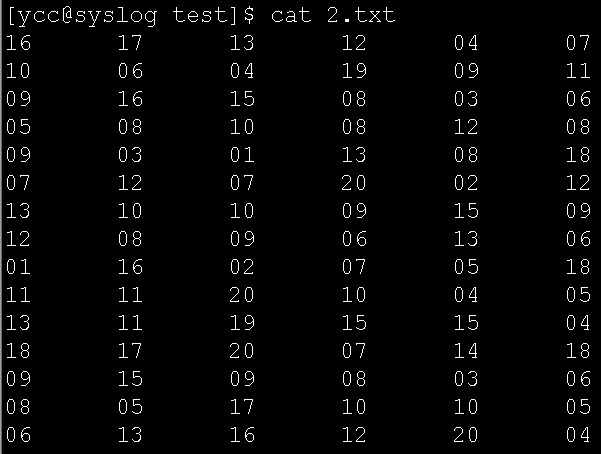 [ycc@syslog test]$ cat 2.txt
16 17 13 12 04 07
10 06 04 19 09 11
09 16 15 08 03 06
05 08 10 08 12 08
09 03 01 13 08 18
07 12 07 20 02 12
13 10 10 09 15 09
12 08 09 06 13 06
01 16 02 07 05 18
11 11 20 10 04 05
13 11 19 15 15 04
18 17 20 07 14 18
09 15 09 08 03 06
08 05 17 10 10 05
06 13 16 12 20 04